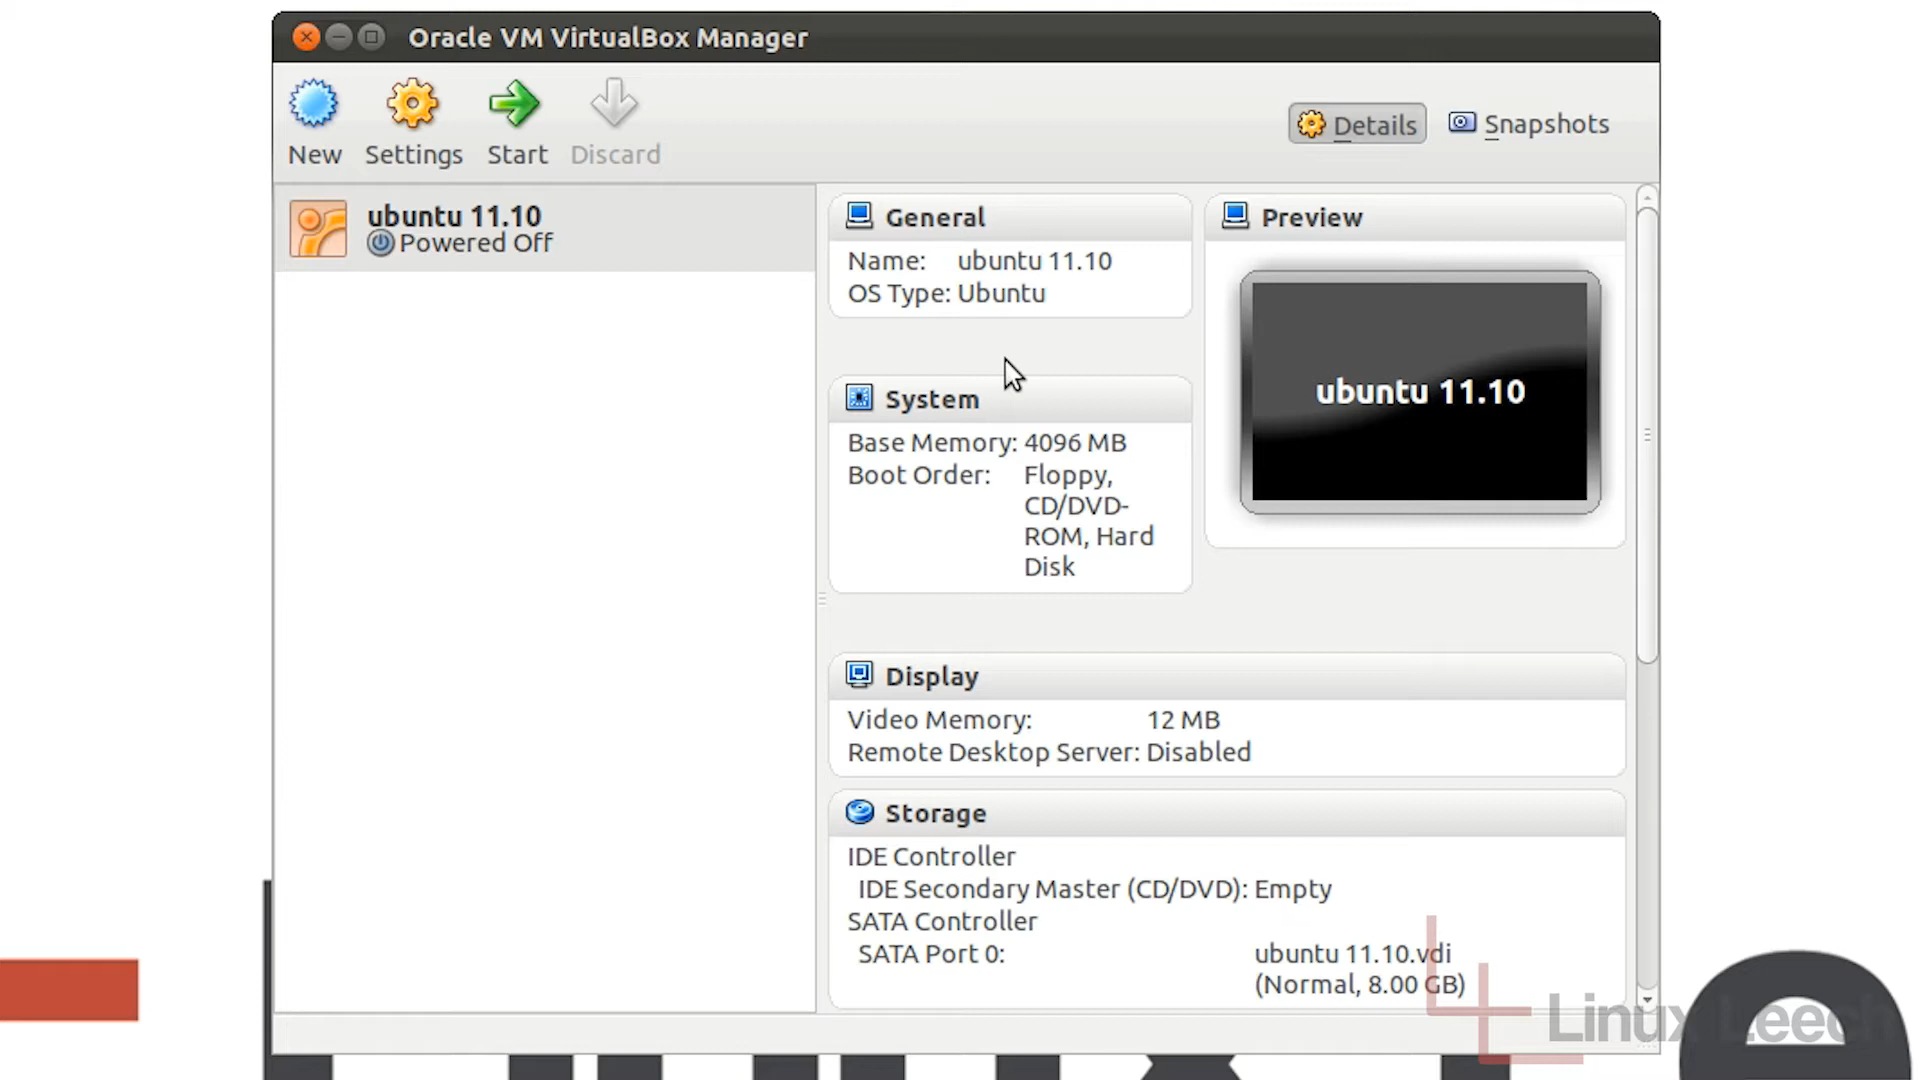 Oracle VM VirtualBox Manager
New Settings Start Discard
Details Snapshots
ubuntu 11.10
Powered Off
General
Name: ubuntu 11.10
OS Type: Ubuntu
Preview
ubuntu 11.10
System
Base Memory: 4096 MB
Boot Order: Floppy,
CD/DVD-
ROM, Hard
Disk
Display
Video Memory: 12 MB
Remote Desktop Server: Disabled
Storage
IDE Controller
IDE Secondary Master (CD/DVD): Empty
SATA Controller
SATA Port 0: ubuntu 11.10.vdi
(Normal, 8.00 GB)
Linux Leech